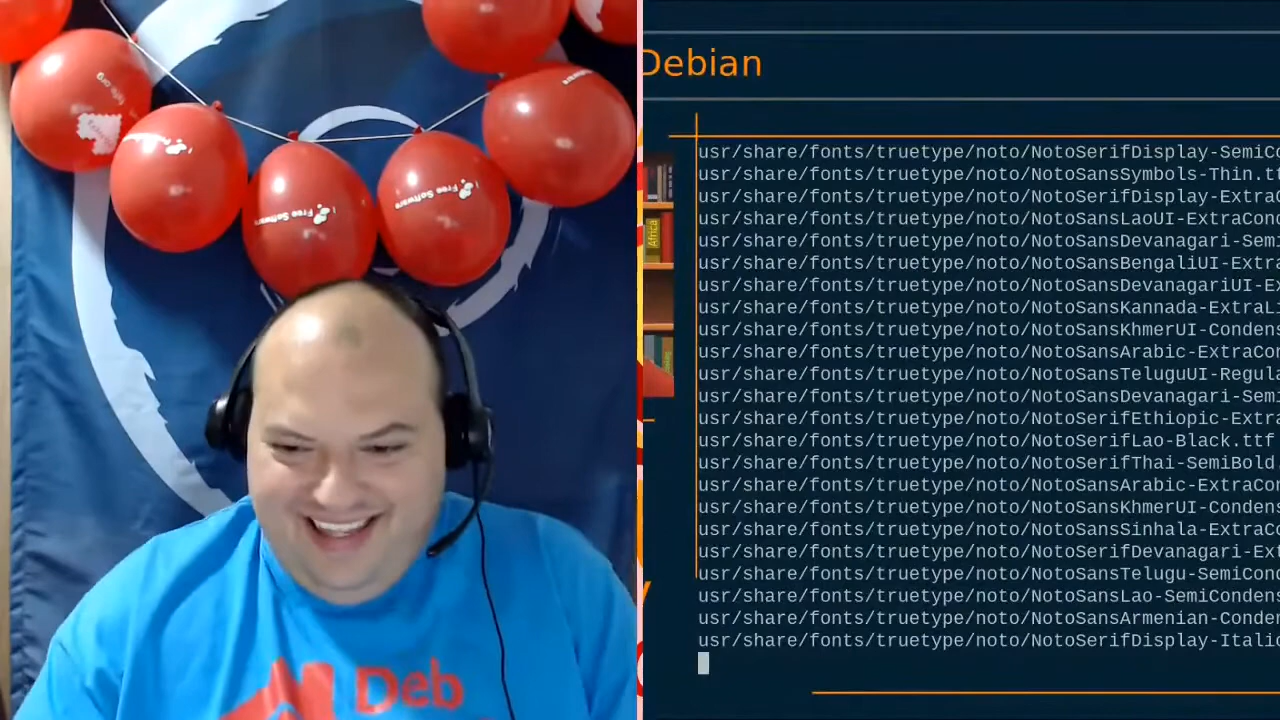 fsfe.org
I Free Software
I Free Software
Deb
Debian
Africa
usr/share/fonts/truetype/noto/NotoSerifDisplay-SemiCo
usr/share/fonts/truetype/noto/NotoSansSymbols-Thin.tt
usr/share/fonts/truetype/noto/NotoSerifDisplay-ExtraC
usr/share/fonts/truetype/noto/NotoSansLaoUI-ExtraCond
usr/share/fonts/truetype/noto/NotoSansDevanagari-Semi
usr/share/fonts/truetype/noto/NotoSansBengaliUI-Extra
usr/share/fonts/truetype/noto/NotoSansDevanagariUI-Ex
usr/share/fonts/truetype/noto/NotoSansKannada-ExtraLi
usr/share/fonts/truetype/noto/NotoSansKhmerUI-Condens
usr/share/fonts/truetype/noto/NotoSansArabic-ExtraCon
usr/share/fonts/truetype/noto/NotoSansTeluguUI-Regula
usr/share/fonts/truetype/noto/NotoSansDevanagari-Semi
usr/share/fonts/truetype/noto/NotoSerifEthiopic-Extra
usr/share/fonts/truetype/noto/NotoSerifLao-Black.ttf
usr/share/fonts/truetype/noto/NotoSerifThai-SemiBold.
usr/share/fonts/truetype/noto/NotoSansArabic-ExtraCon
usr/share/fonts/truetype/noto/NotoSansKhmerUI-Condens
usr/share/fonts/truetype/noto/NotoSansSinhala-ExtraCo
usr/share/fonts/truetype/noto/NotoSerifDevanagari-Ext
usr/share/fonts/truetype/noto/NotoSansTelugu-SemiCond
usr/share/fonts/truetype/noto/NotoSansLao-SemiCondens
usr/share/fonts/truetype/noto/NotoSansArmenian-Conden
usr/share/fonts/truetype/noto/NotoSerifDisplay-Italic